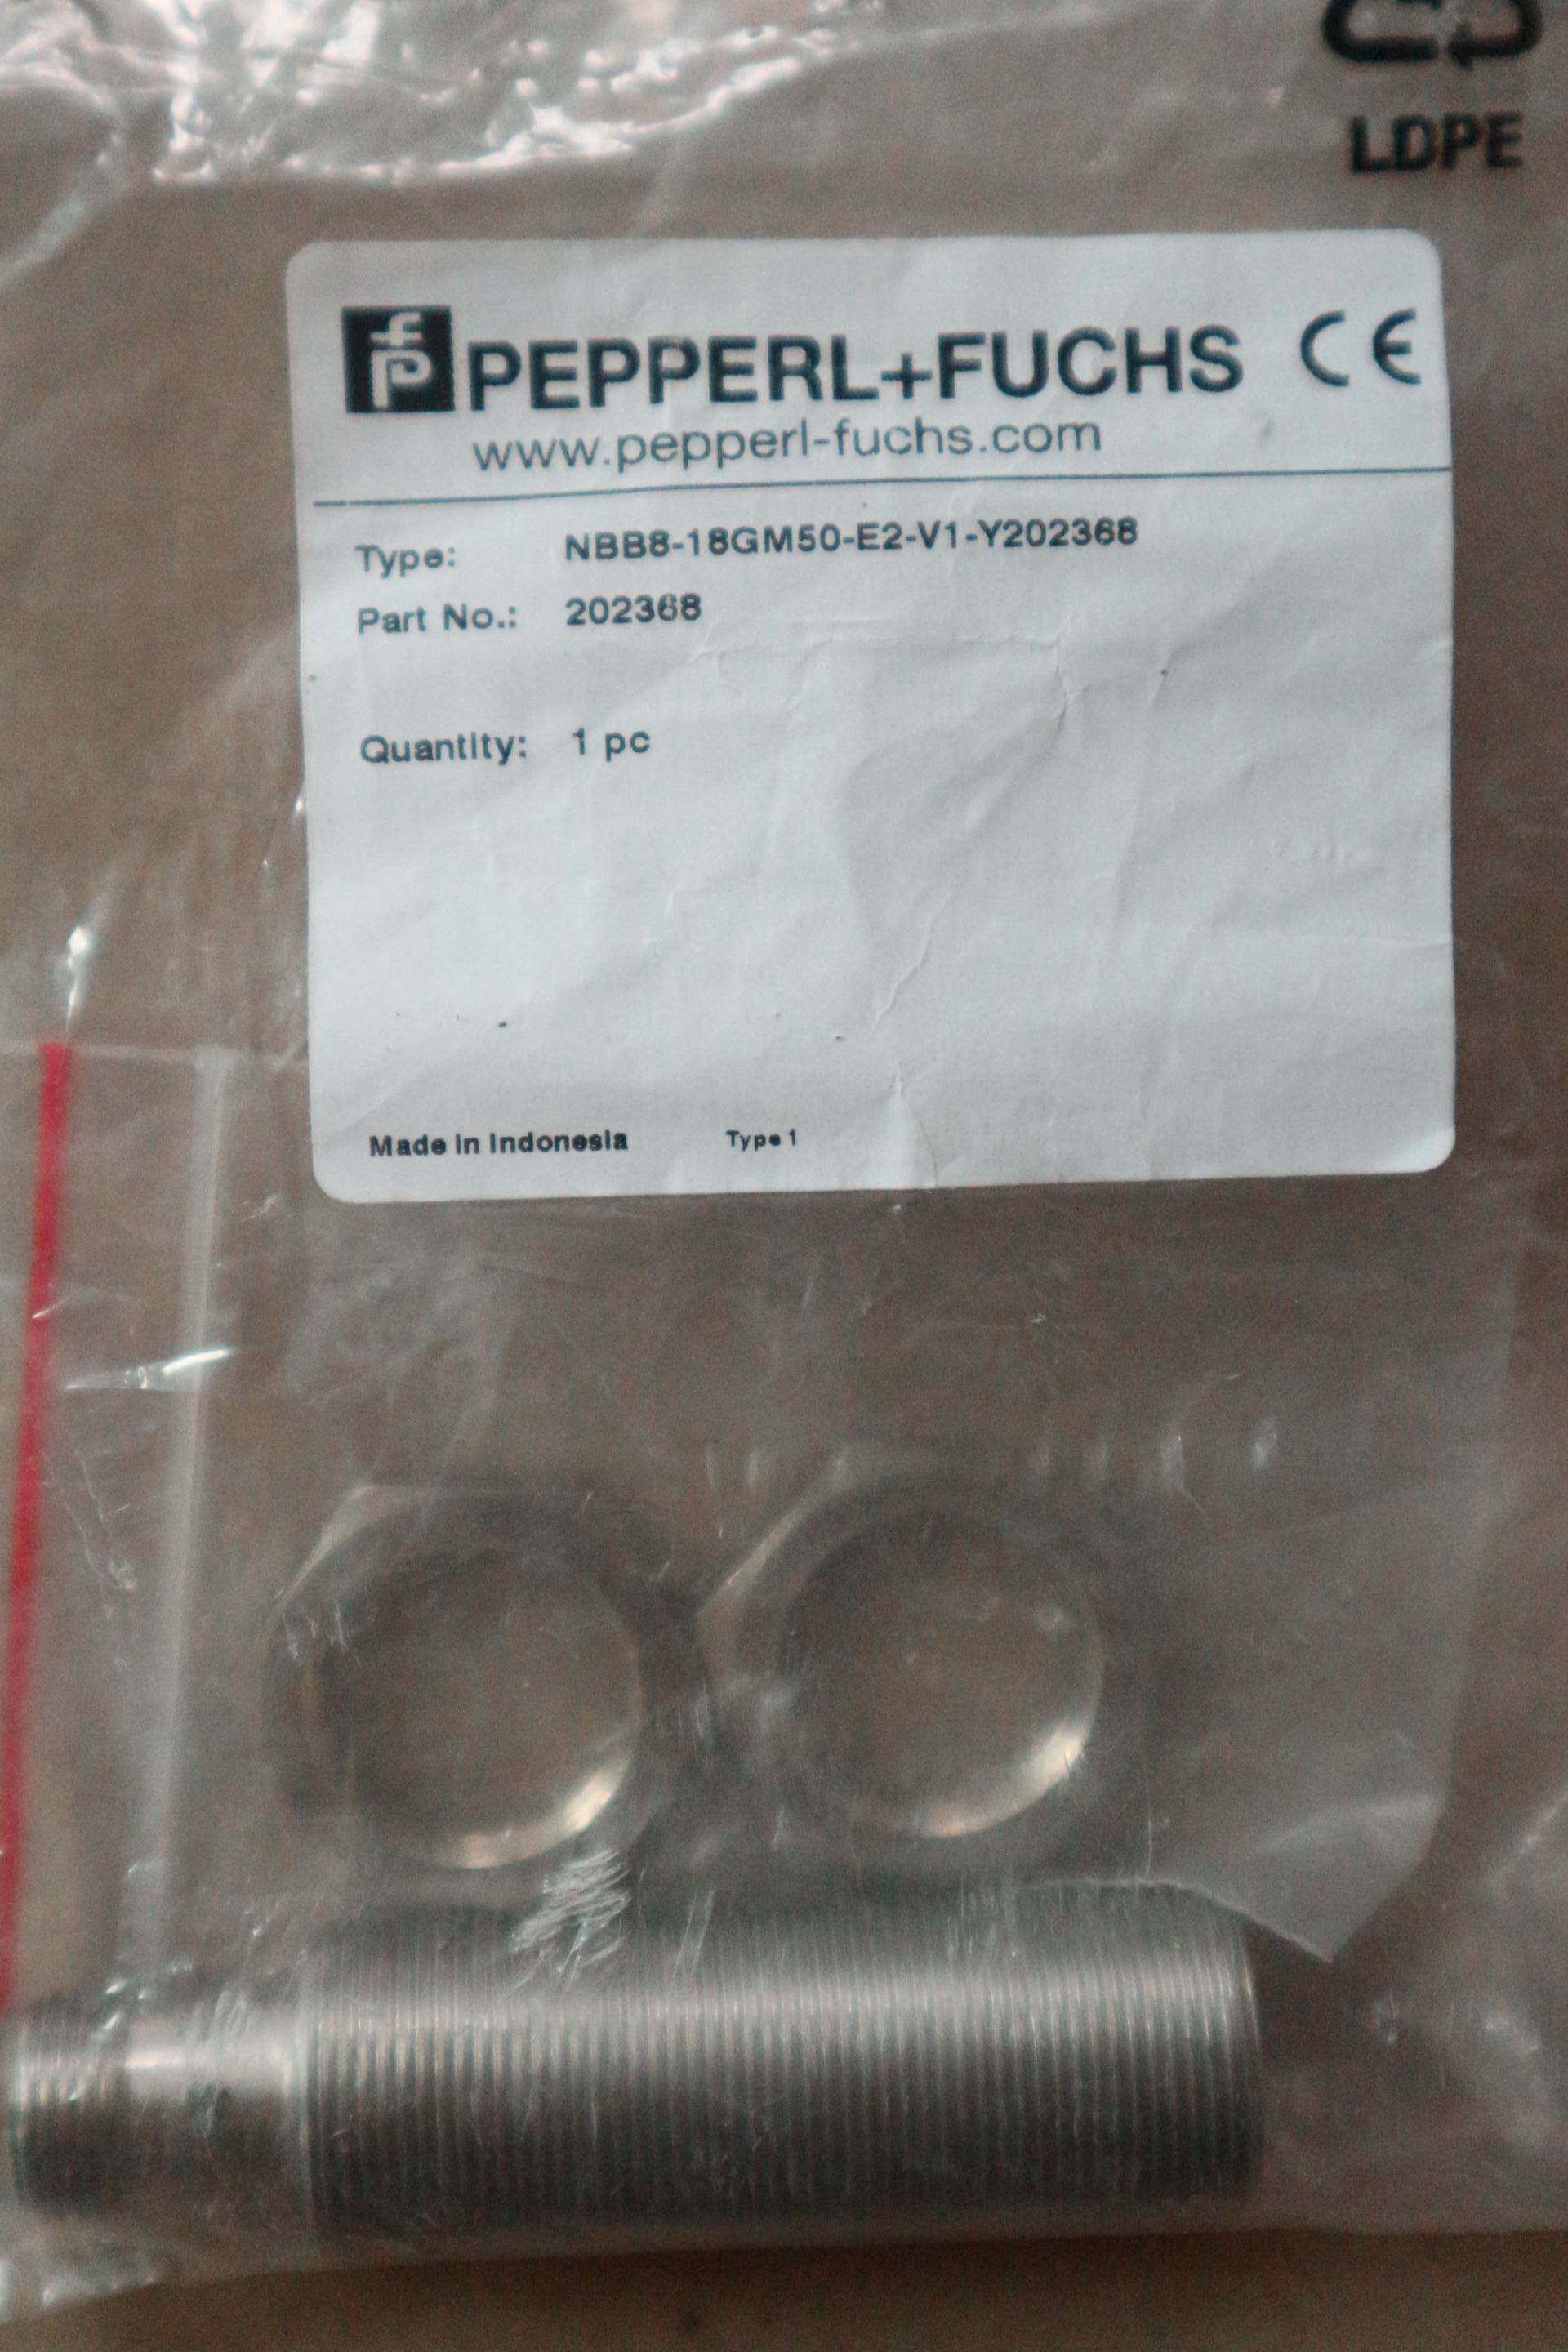 LDPE
PEPPERL+FUCHS CE
www.pepperl-fuchs.com
Type: NBB8-18GM50-E2-V1-Y202368
Part No.: 202368
Quantity: 1 pc
Made in Indonesia Type 1